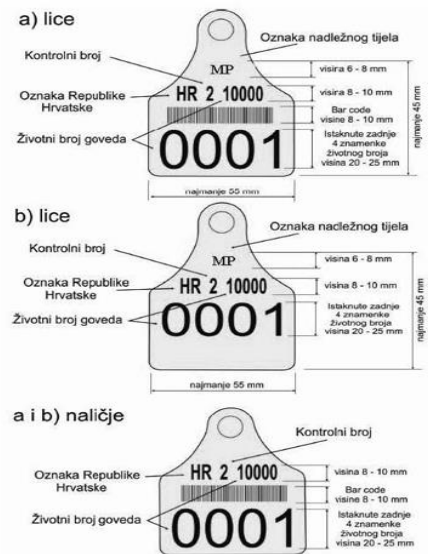 a) lice
Oznaka nadležnog tijela
Kontrolni broj
MP
visira 6 - 8 mm
Oznaka Republike
Hrvatske
HR 2 10000
visira 8 - 10 mm
Bar code
visine 8 - 10 mm
Životni broj goveda
0001
Istaknute zadnje
4 znamenke
životnog broja
visina 20 - 25 mm
najmanje 45 mm
najmanje 55 mm
b) lice
Oznaka nadležnog tijela
Kontrolni broj
MP
visina 6 - 8 mm
Oznaka Republike
Hrvatske
HR 2 10000
visina 8 - 10 mm
Životni broj goveda
0001
Istaknute zadnje
4 znamenke
životnog broja
visina 20 - 25 mm
najmanje 45 mm
najmanje 55 mm
a i b) naličje
Kontrolni broj
Oznaka Republike
Hrvatske
HR 2 10000
visina 8 - 10 mm
Bar code
visine 8 - 10 mm
Životni broj goveda
0001
Istaknute zadnje
4 znamenke
životnog broja
visina 20 - 25 mm